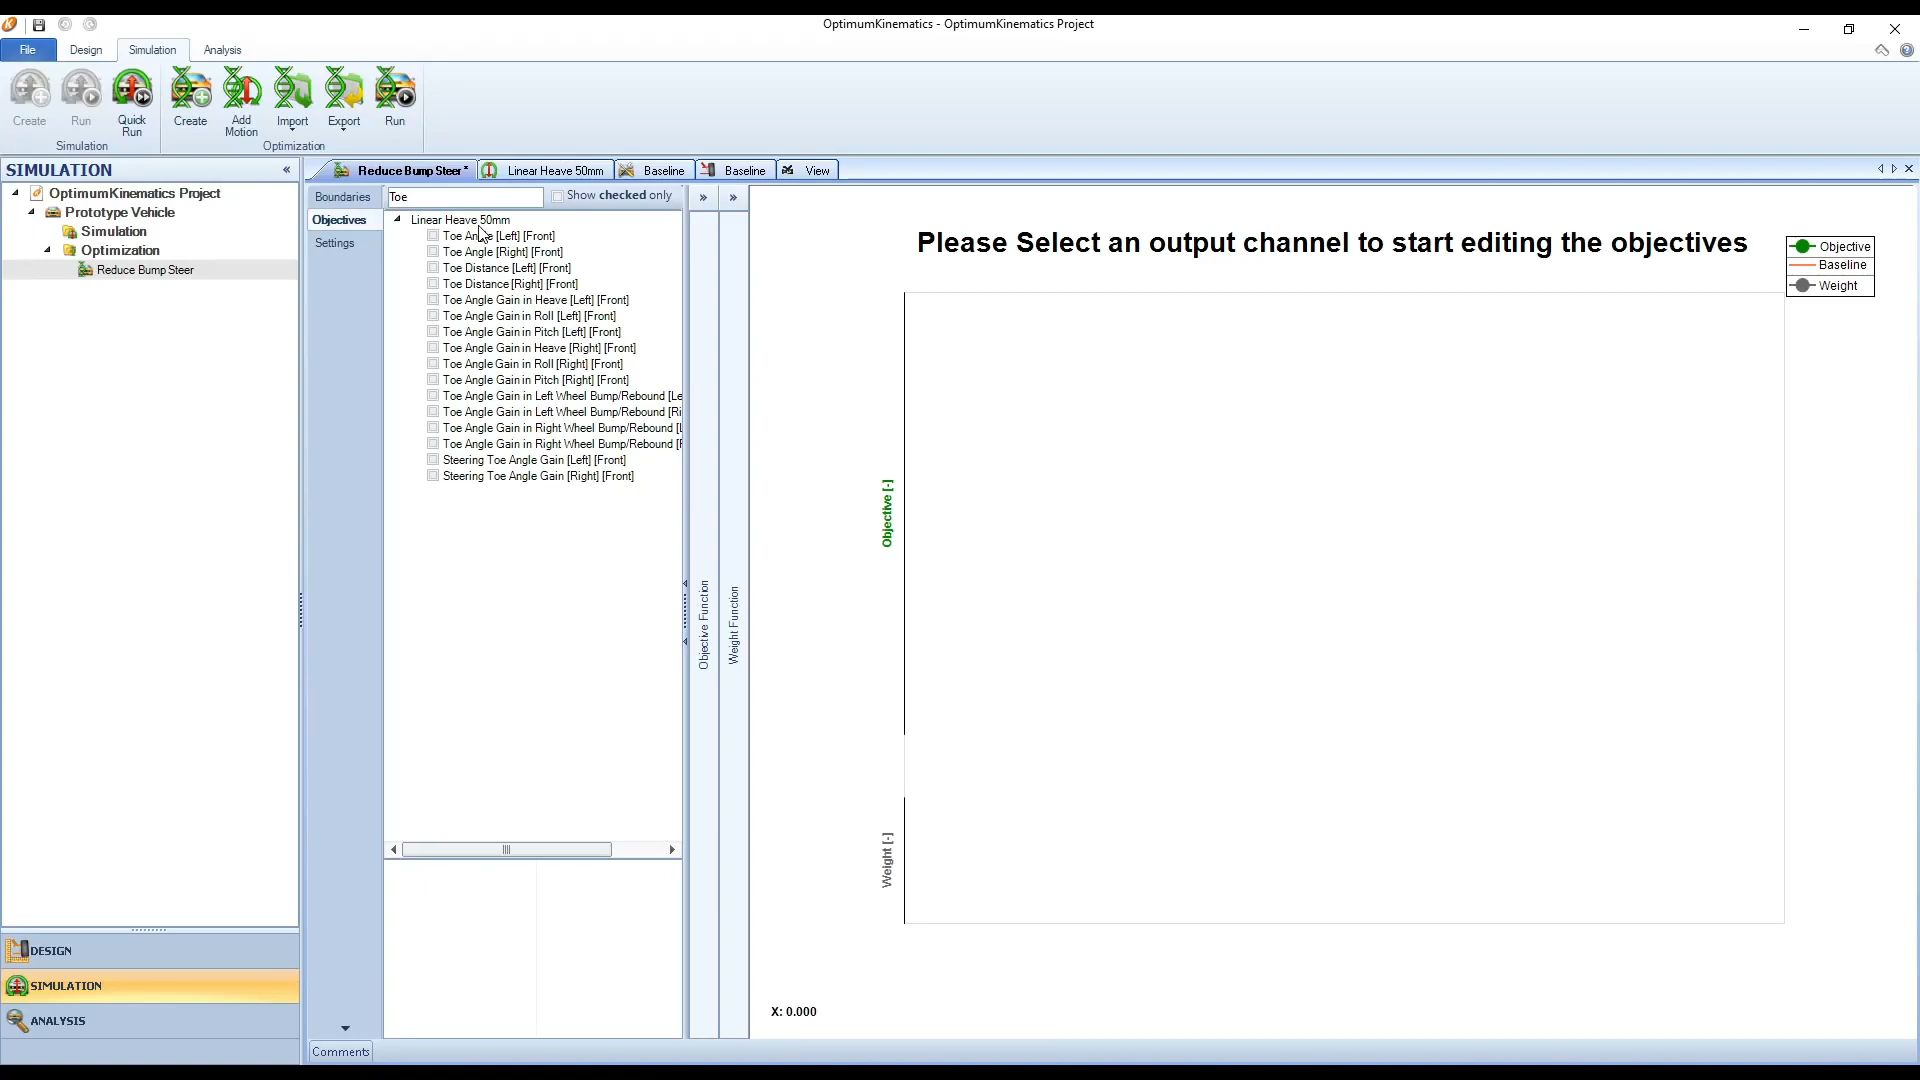 OptimumKinematics - OptimumKinematics Project
File
Design
Simulation
Analysis
Create
Run
Quick Run
Create
Add Motion
Import
Export
Run
Simulation
Optimization
SIMULATION
OptimumKinematics Project
Prototype Vehicle
Simulation
Optimization
Reduce Bump Steer
DESIGN
SIMULATION
ANALYSIS
Reduce Bump Steer *
Linear Heave 50mm
Baseline
Baseline
View
Boundaries
Objectives
Settings
Comments
Toe
Show checked only
Linear Heave 50mm
Toe Angle [Left] [Front]
Toe Angle [Right] [Front]
Toe Distance [Left] [Front]
Toe Distance [Right] [Front]
Toe Angle Gain in Heave [Left] [Front]
Toe Angle Gain in Roll [Left] [Front]
Toe Angle Gain in Pitch [Left] [Front]
Toe Angle Gain in Heave [Right] [Front]
Toe Angle Gain in Roll [Right] [Front]
Toe Angle Gain in Pitch [Right] [Front]
Toe Angle Gain in Left Wheel Bump/Rebound [Le
Toe Angle Gain in Left Wheel Bump/Rebound [Ri
Toe Angle Gain in Right Wheel Bump/Rebound [L
Toe Angle Gain in Right Wheel Bump/Rebound [F
Steering Toe Angle Gain [Left] [Front]
Steering Toe Angle Gain [Right] [Front]
Objective Function
Weight Function
Please Select an output channel to start editing the objectives
Objective
Baseline
Weight
Objective [-]
Weight [-]
X: 0.000